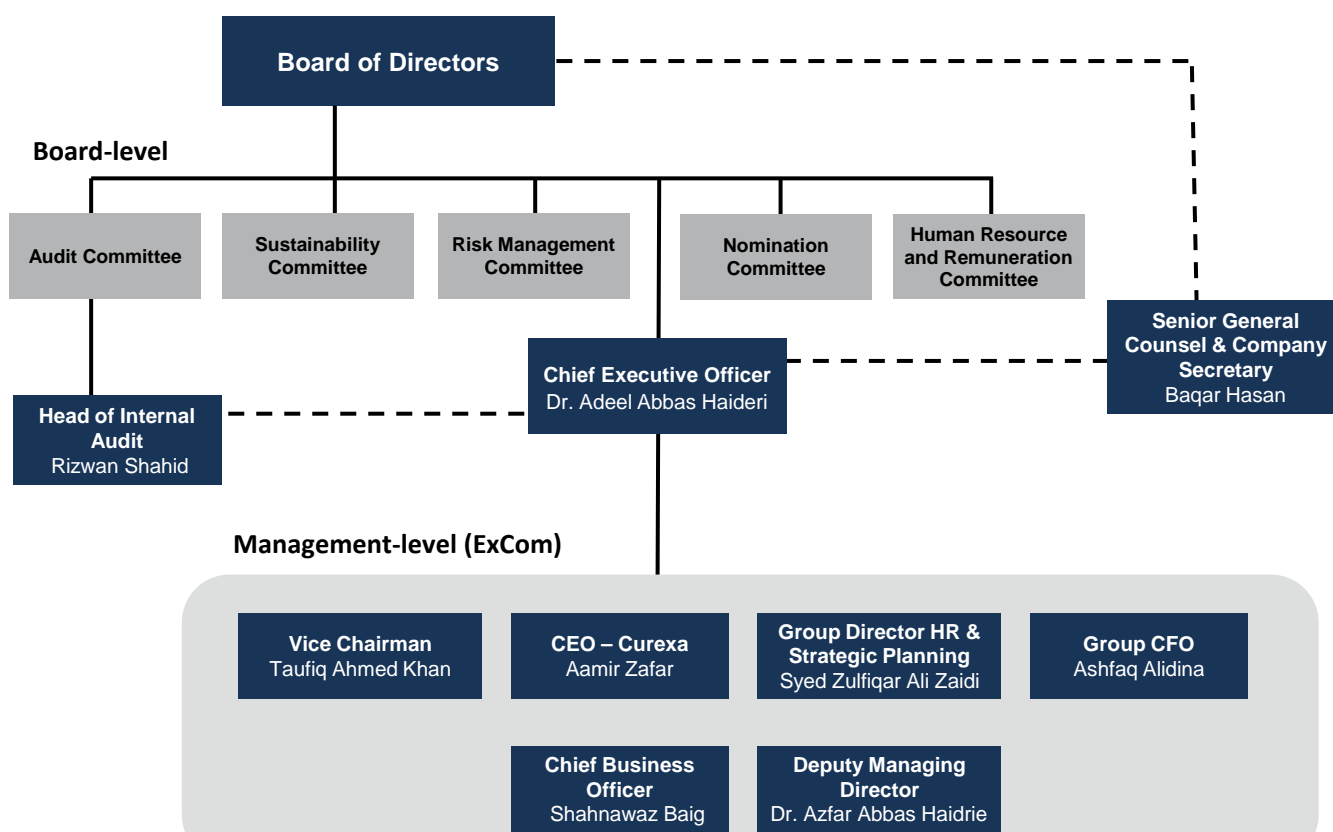 Board of Directors
Board-level
Audit Committee
Sustainability
Committee
Risk Management
Committee
Nomination
Committee
Human Resource
and Remuneration
Committee
Senior General
Counsel & Company
Secretary
Baqar Hasan
Chief Executive Officer
Dr. Adeel Abbas Haideri
Head of Internal
Audit
Rizwan Shahid
Management-level (ExCom)
Vice Chairman
Taufiq Ahmed Khan
CEO – Curexa
Aamir Zafar
Group Director HR &
Strategic Planning
Syed Zulfiqar Ali Zaidi
Group CFO
Ashfaq Alidina
Chief Business
Officer
Shahnawaz Baig
Deputy Managing
Director
Dr. Azfar Abbas Haidrie